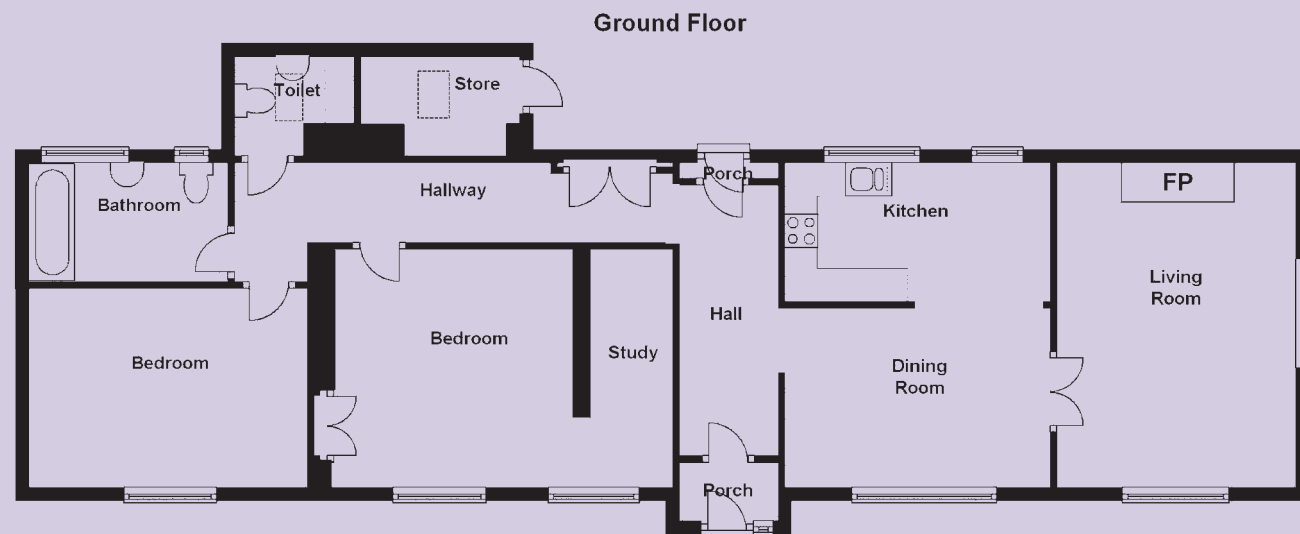 Ground Floor
Toilet
Store
Porch
Hallway
Bathroom
Kitchen
FP
Living
Room
Hall
Bedroom
Bedroom
Study
Dining
Room
Porch